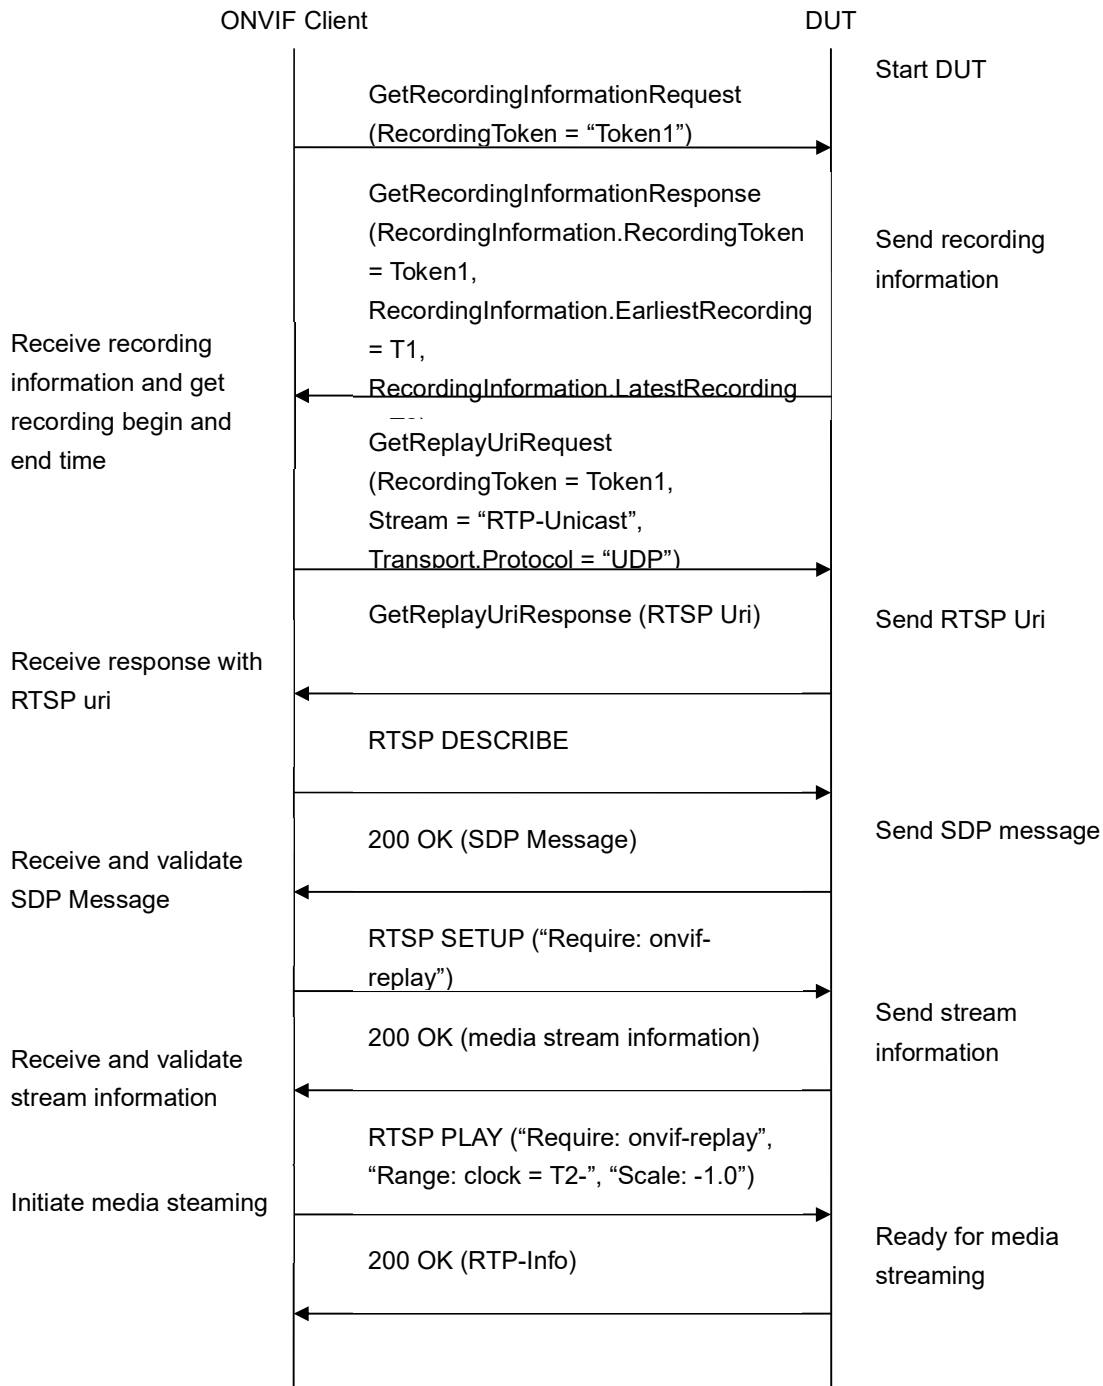 ONVIF Client
DUT
Start DUT
GetRecordingInformationRequest
(RecordingToken = “Token1”)
GetRecordingInformationResponse
(RecordingInformation.RecordingToken
= Token1,
RecordingInformation.EarliestRecording
= T1,
RecordingInformation.LatestRecording
Send recording
information
Receive recording
information and get
recording begin and
end time
GetReplayUriRequest
(RecordingToken = Token1,
Stream = “RTP-Unicast”,
Transport.Protocol = “UDP”)
GetReplayUriResponse (RTSP Uri)
Send RTSP Uri
Receive response with
RTSP uri
RTSP DESCRIBE
200 OK (SDP Message)
Send SDP message
Receive and validate
SDP Message
RTSP SETUP (“Require: onvif-
replay”)
200 OK (media stream information)
Send stream
information
Receive and validate
stream information
RTSP PLAY (“Require: onvif-replay”,
“Range: clock = T2-”, “Scale: -1.0”)
Initiate media steaming
200 OK (RTP-Info)
Ready for media
streaming